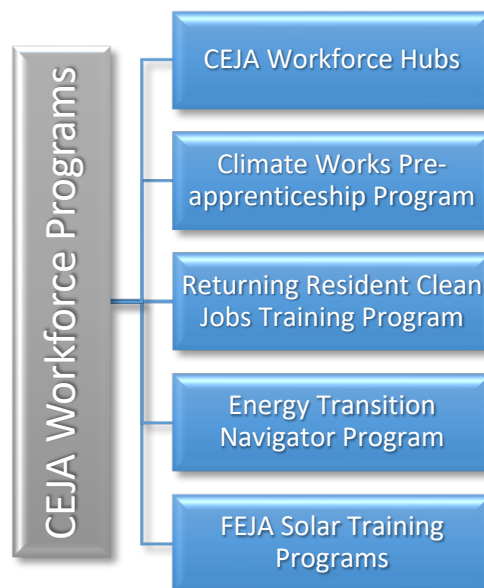 CEJA Workforce Programs
CEJA Workforce Hubs
Climate Works Pre-
apprenticeship Program
Returning Resident Clean
Jobs Training Program
Energy Transition
Navigator Program
FEJA Solar Training
Programs